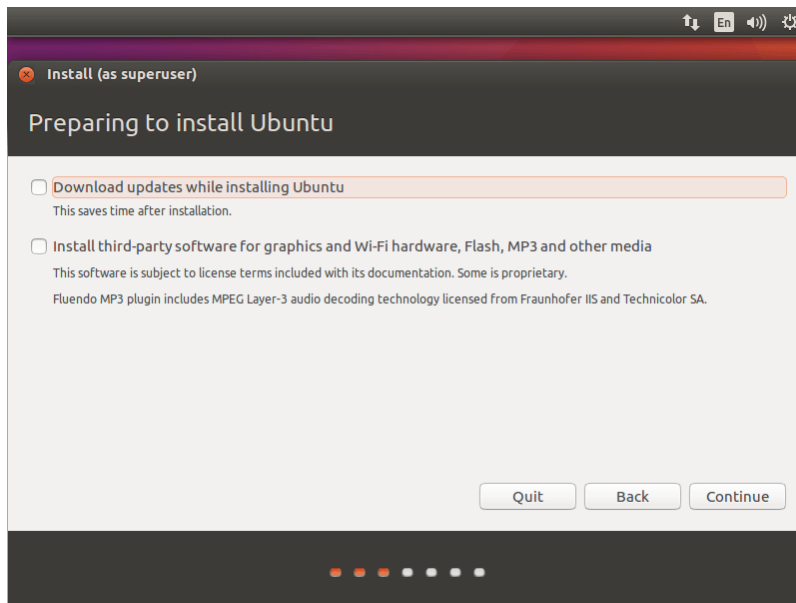 En
Install (as superuser)
Preparing to install Ubuntu
Download updates while installing Ubuntu
This saves time after installation.
Install third-party software for graphics and Wi-Fi hardware, Flash, MP3 and other media
This software is subject to license terms included with its documentation. Some is proprietary.
Fluendo MP3 plugin includes MPEG Layer-3 audio decoding technology licensed from Fraunhofer IIS and Technicolor SA.
Quit Back Continue